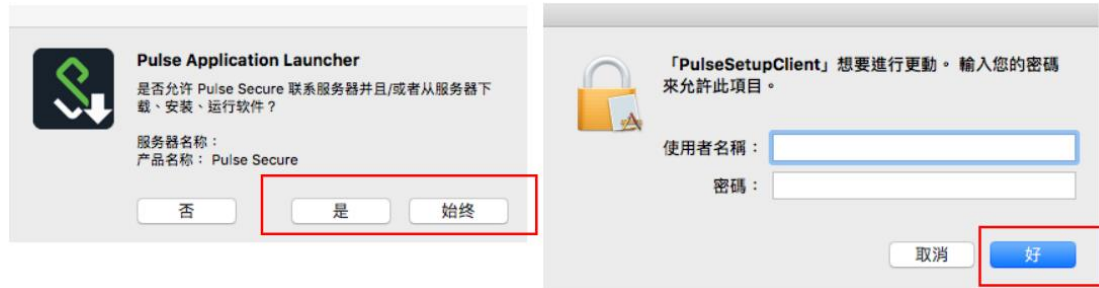 Pulse Application Launcher
是否允许 Pulse Secure 联系服务器并且/或者从服务器下
载、安装、运行软件？
服务器名称：
产品名称： Pulse Secure
否
是
始终
「PulseSetupClient」想要進行更動。 輸入您的密碼
來允許此項目。
使用者名稱：
密碼：
取消
好